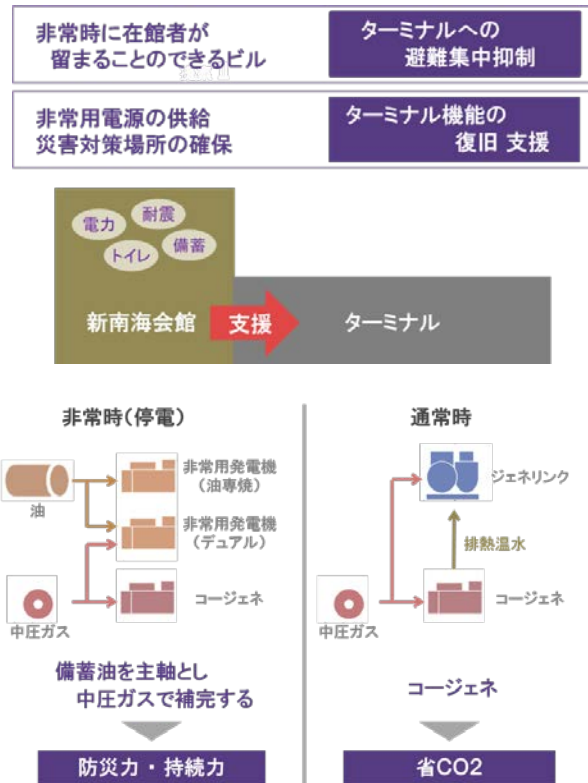 非常時に在館者が
留まることのできるビル
ターミナルへの
避難集中抑制
非常用電源の供給
災害対策場所の確保
ターミナル機能の
復旧 支援
電力
耐震
トイレ
備蓄
新南海会館
支援
ターミナル
非常時(停電)
油
非常用発電機
(油専焼)
非常用発電機
(デュアル)
中圧ガス
コージェネ
備蓄油を主軸とし
中圧ガスで補完する
防災力・持続力
通常時
ジェネリンク
排熱温水
中圧ガス
コージェネ
コージェネ
省CO2